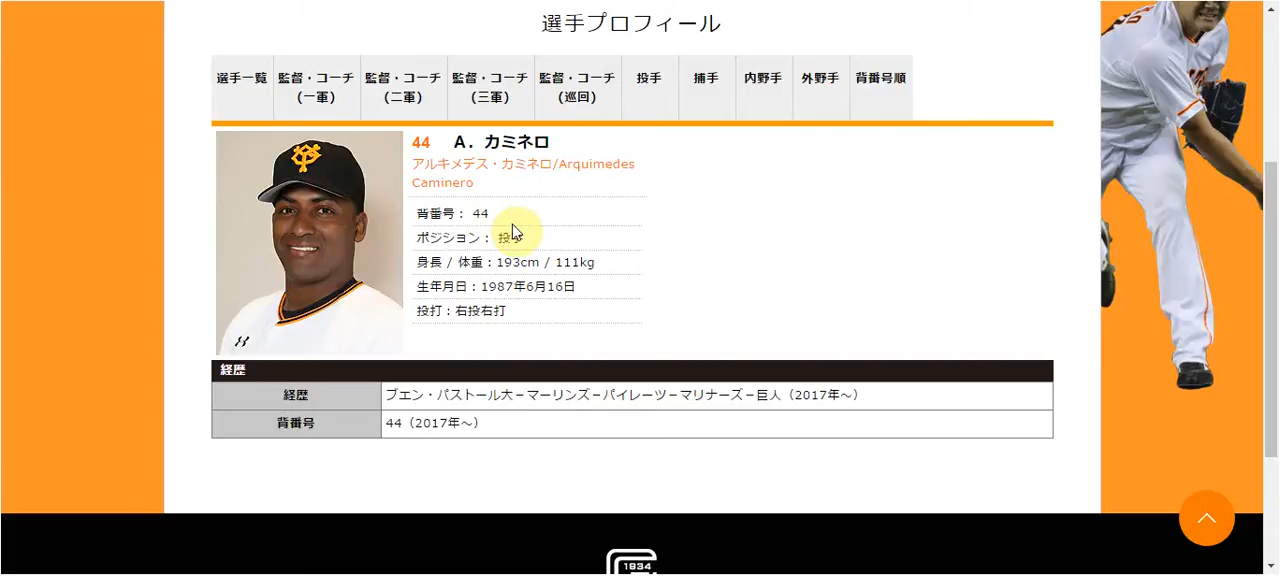 選手プロフィール
選手一覧
監督・コーチ
(一軍)
監督・コーチ
(二軍)
監督・コーチ
(三軍)
監督・コーチ
(巡回)
投手
捕手
内野手
外野手
背番号順
44 A．カミネロ
アルキメデス・カミネロ/Arquimedes
Caminero
背番号： 44
ポジション： 投手
身長 / 体重：193cm / 111kg
生年月日：1987年6月16日
投打：右投右打
経歴
経歴 ブエン・パストール大－マーリンズ－パイレーツ－マリナーズ－巨人（2017年～）
背番号 44（2017年～）
1934